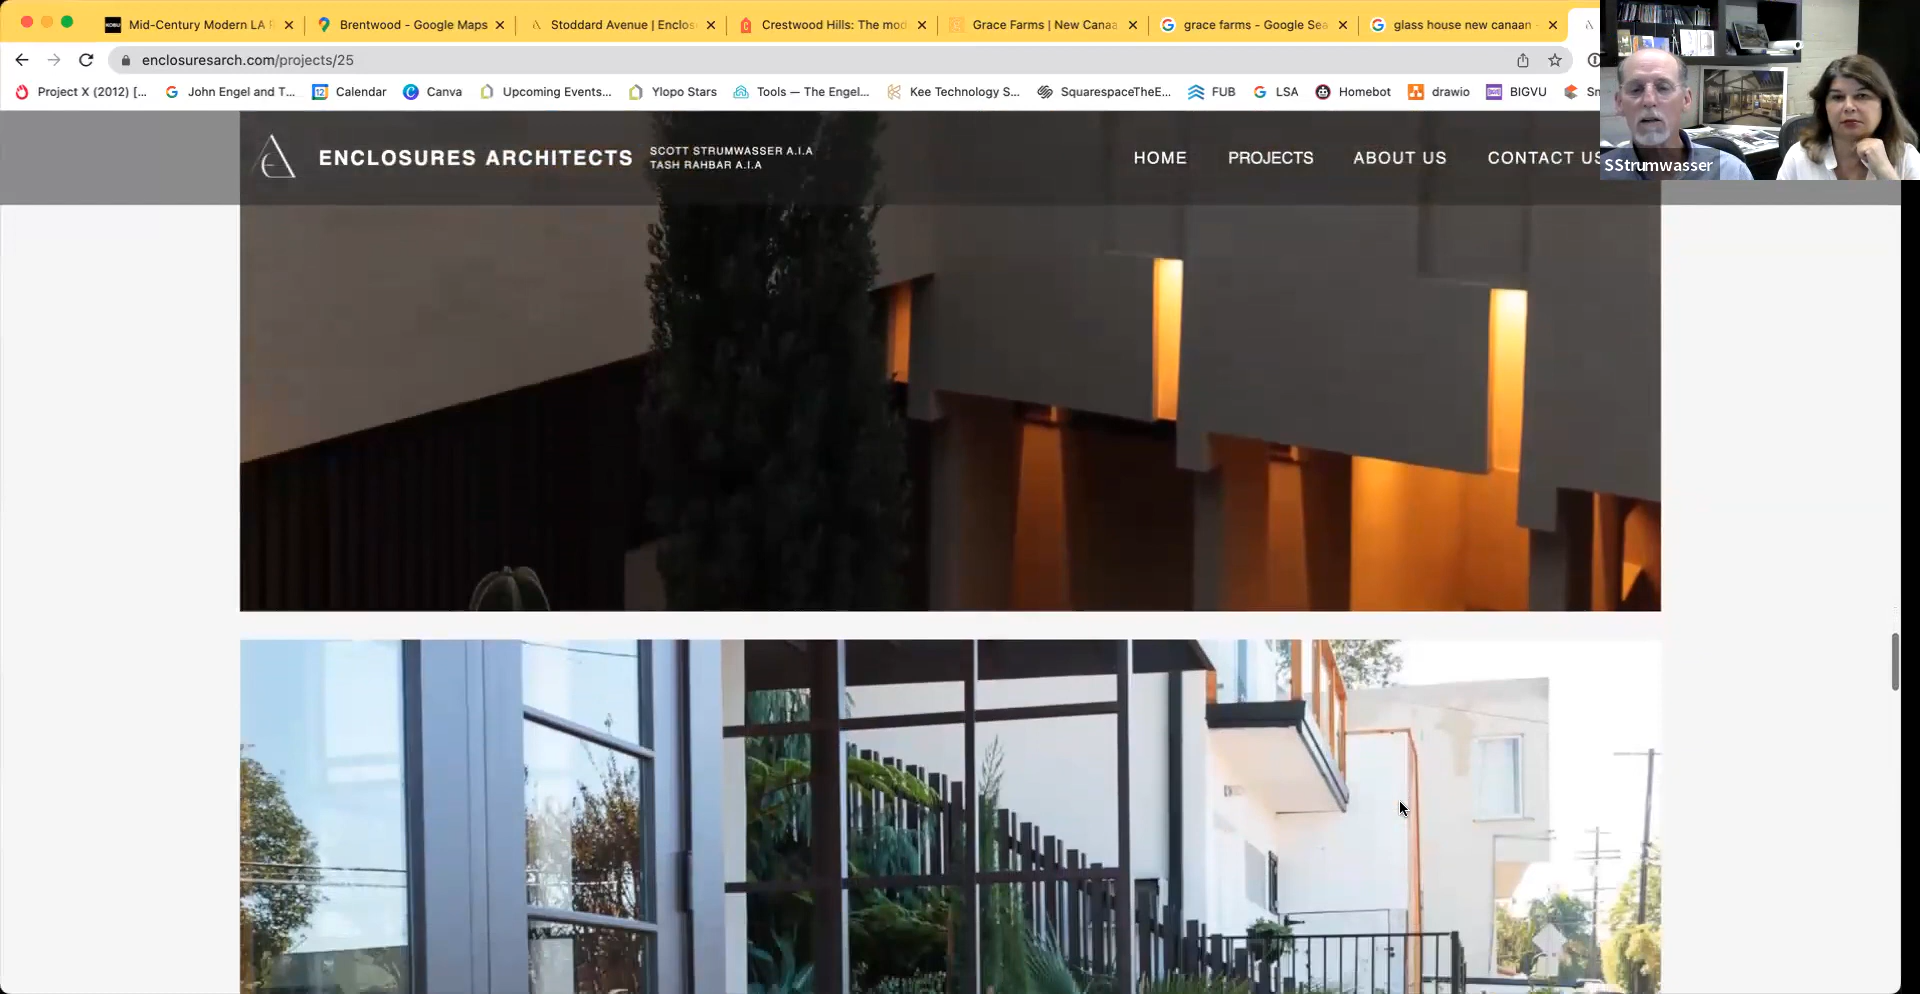 Mid-Century Modern LA
Brentwood - Google Maps
Stoddard Avenue | Enclos
Crestwood Hills: The mod
Grace Farms | New Canaa
grace farms - Google Sea
glass house new canaan -
enclosuresarch.com/projects/25
Project X (2012) [...
John Engel and T...
Calendar
Canva
Upcoming Events...
Ylopo Stars
Tools — The Engel...
Kee Technology S...
SquarespaceTheE...
FUB
LSA
Homebot
drawio
BIGVU
ENCLOSURES ARCHITECTS
SCOTT STRUMWASSER A.I.A
TASH RAHBAR A.I.A
HOME
PROJECTS
ABOUT US
CONTACT US
SStrumwasser